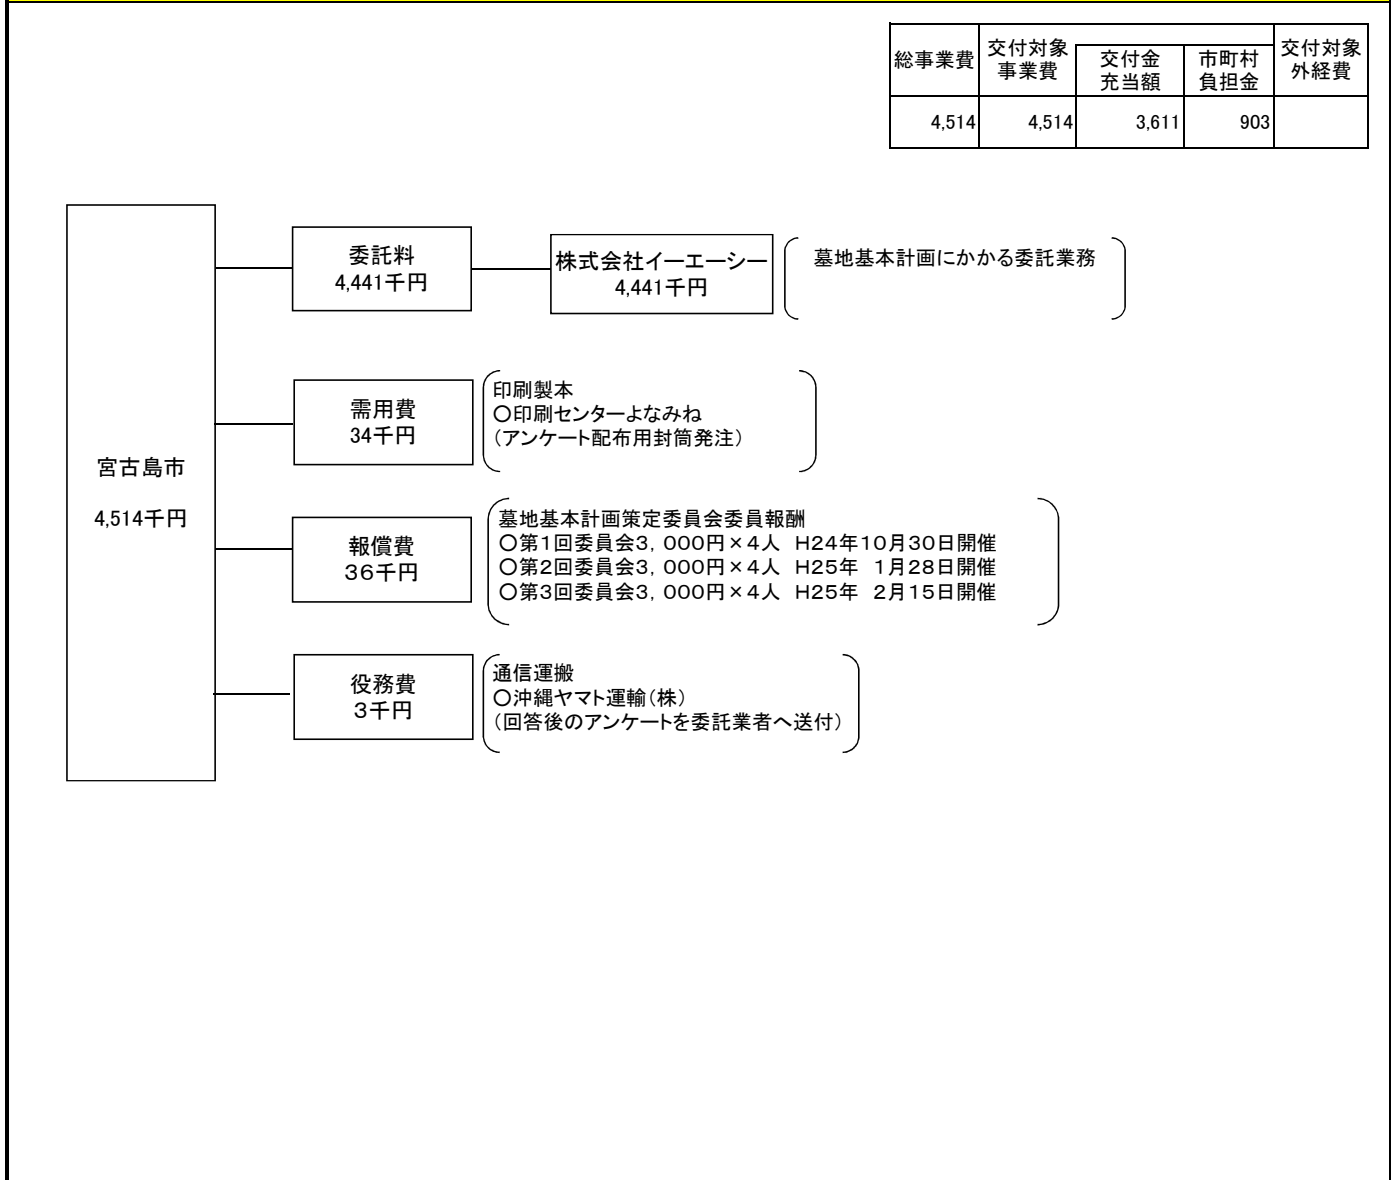 総事業費
交付対象
事業費
交付金
充当額
市町村
負担金
交付対象
外経費
4,514
4,514
3,611
903
宮古島市
4,514千円
委託料
4,441千円
株式会社イーエーシー
4,441千円
墓地基本計画にかかる委託業務
需用費
34千円
印刷製本
〇印刷センターよなみね
（アンケート配布用封筒発注）
報償費
３６千円
墓地基本計画策定委員会委員報酬
〇第１回委員会３，０００円×４人　Ｈ２４年１０月３０日開催
〇第２回委員会３，０００円×４人　Ｈ２５年　１月２８日開催
〇第３回委員会３，０００円×４人　Ｈ２５年　２月１５日開催
役務費
３千円
通信運搬
〇沖縄ヤマト運輸（株）
（回答後のアンケートを委託業者へ送付）